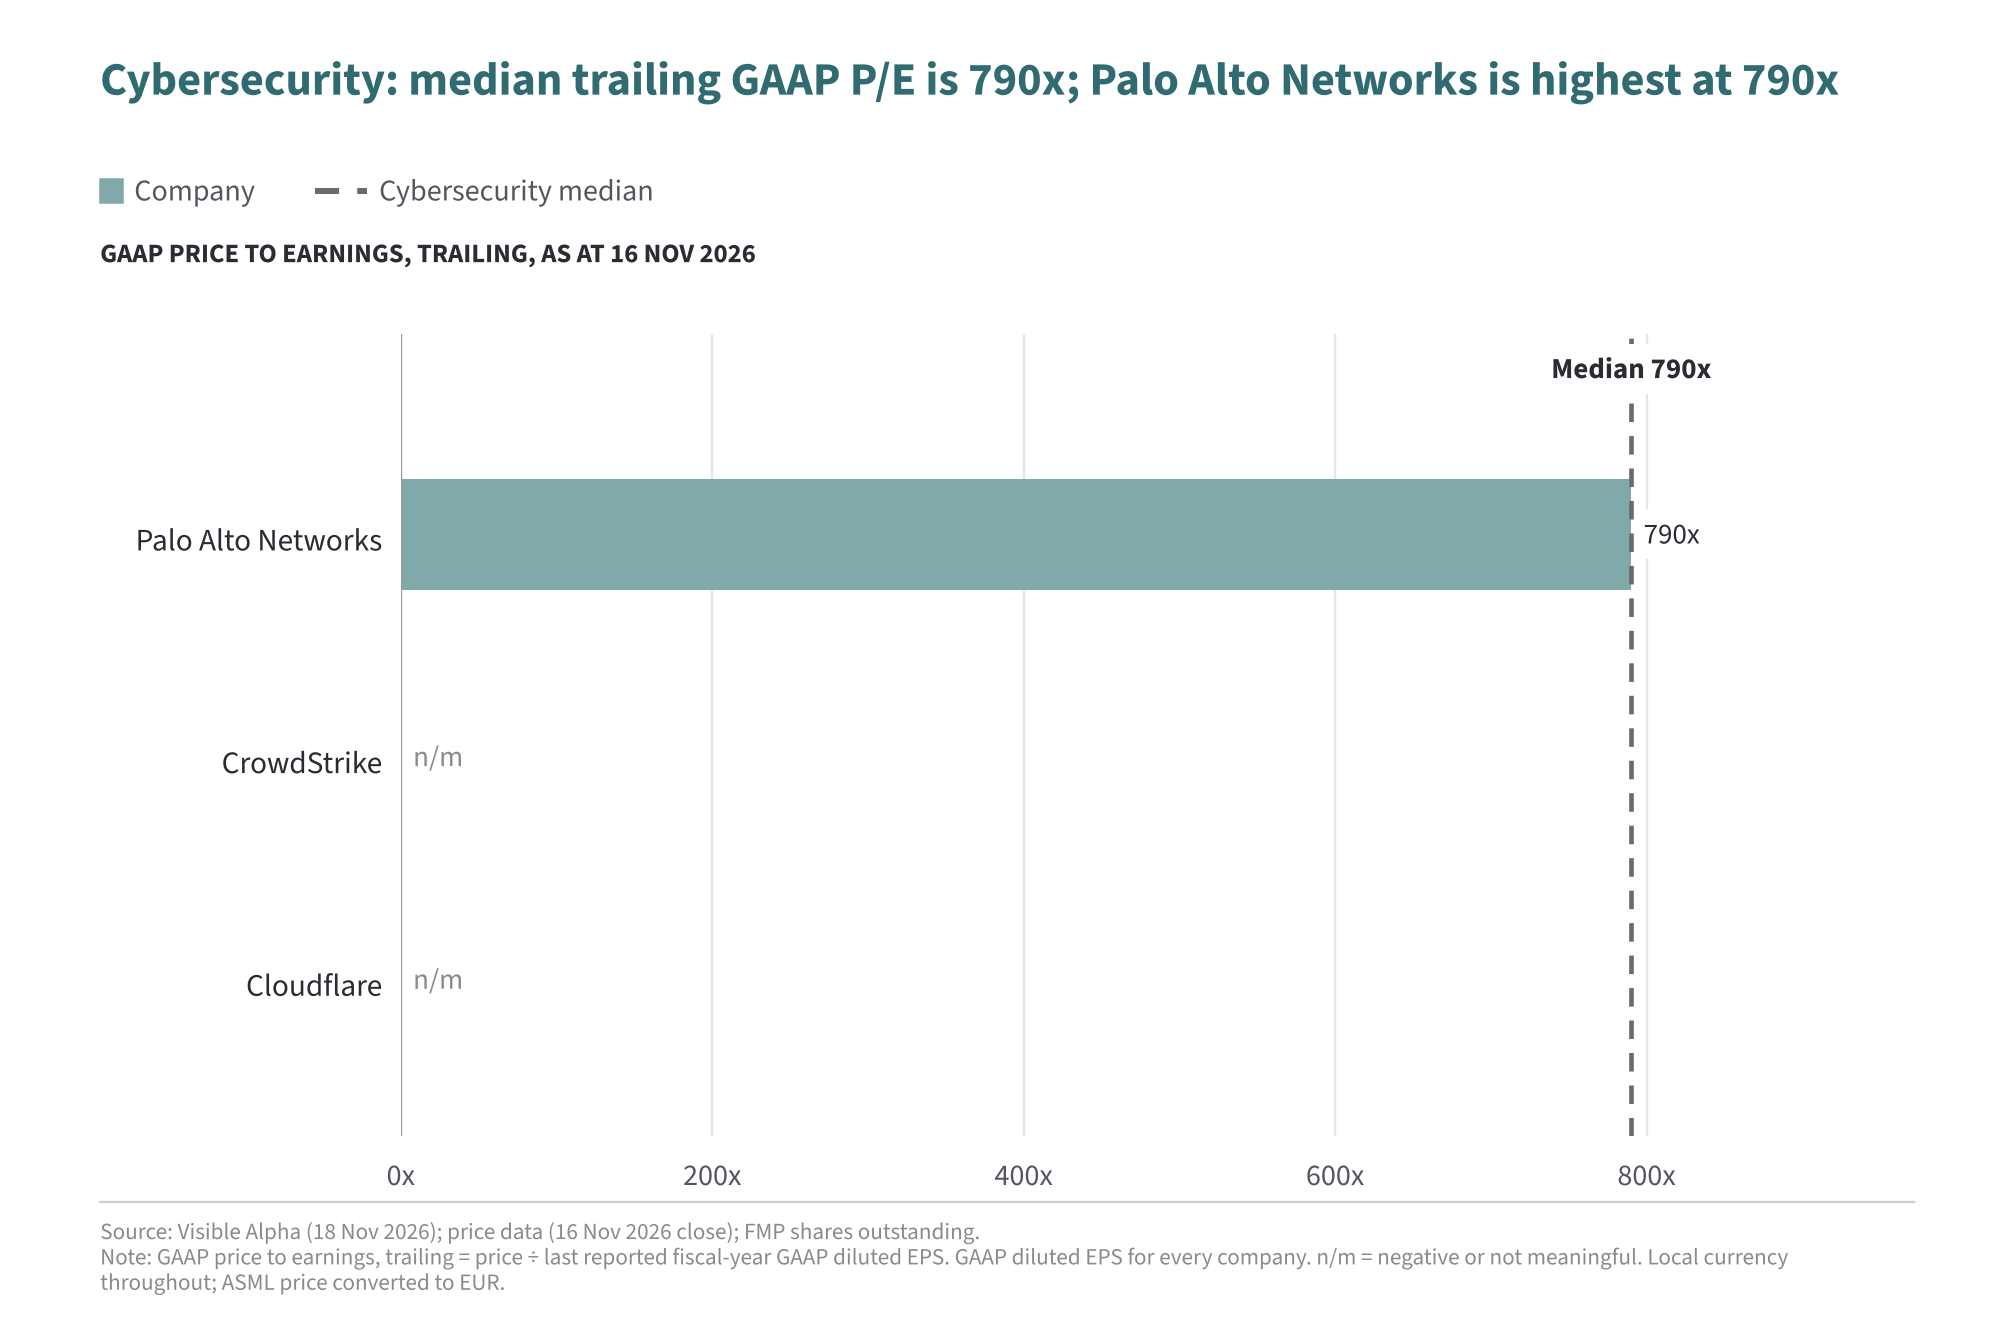 Cybersecurity: median trailing GAAP P/E is 790x; Palo Alto Networks is highest at 790x
Company
Cybersecurity median
GAAP PRICE TO EARNINGS, TRAILING, AS AT 16 NOV 2026
Median 790x
Palo Alto Networks
790x
CrowdStrike
n/m
Cloudflare
n/m
0x
200x
400x
600x
800x
Source: Visible Alpha (18 Nov 2026); price data (16 Nov 2026 close); FMP shares outstanding.
Note: GAAP price to earnings, trailing = price ÷ last reported fiscal-year GAAP diluted EPS. GAAP diluted EPS for every company. n/m = negative or not meaningful. Local currency
throughout; ASML price converted to EUR.